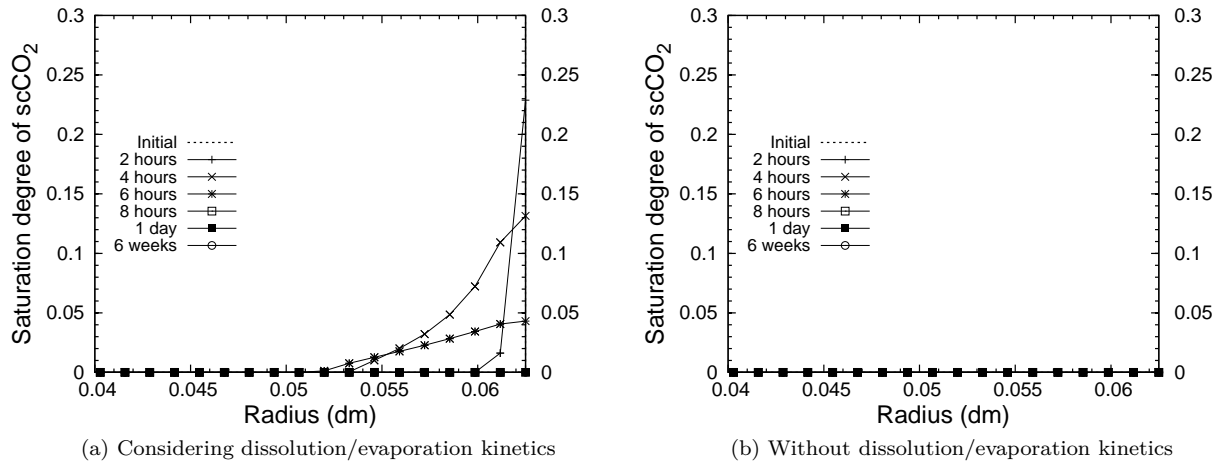 0.3
0.25
0.2
0.15
0.1
0.05
0
0.3
0.25
0.2
0.15
0.1
0.05
0
Saturation degree of scCO2
Initial
2 hours
4 hours
6 hours
8 hours
1 day
6 weeks
0.04 0.045 0.05 0.055 0.06
Radius (dm)
(a) Considering dissolution/evaporation kinetics
0.3
0.25
0.2
0.15
0.1
0.05
0
0.3
0.25
0.2
0.15
0.1
0.05
0
Saturation degree of scCO2
Initial
2 hours
4 hours
6 hours
8 hours
1 day
6 weeks
0.04 0.045 0.05 0.055 0.06
Radius (dm)
(b) Without dissolution/evaporation kinetics